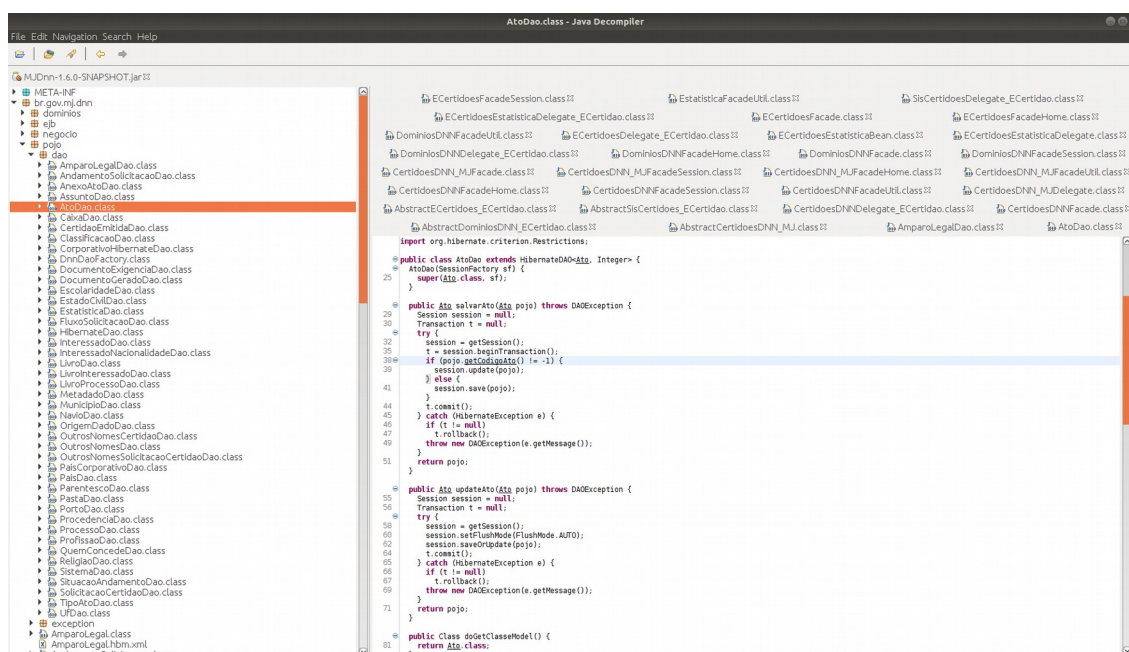 AtoDao.class - Java Decompiler
File Edit Navigation Search Help
MJDnn-1.6.0-SNAPSHOT.jar
META-INF
br.gov.mj.dnn
dominios
ejb
negocio
pojo
dao
AmparoLegalDao.class
AndamentoSolicitacaoDao.class
AnexoAtoDao.class
AssuntoDao.class
AtoDao.class
CaixaDao.class
CertidaoEmitidaDao.class
ClassificacaoDao.class
CorporativoHibernateDao.class
DnnDaoFactory.class
DocumentoExigenciaDao.class
DocumentoGeradoDao.class
EscolaridadeDao.class
EstadoCivilDao.class
EstatisticaDao.class
FluxoSolicitacaoDao.class
HibernateDao.class
InteressadoDao.class
InteressadoNacionalidadeDao.class
LivroDao.class
LivroInteressadoDao.class
LivroProcessoDao.class
MetadadoDao.class
MunicipioDao.class
NavioDao.class
OrigemDadoDao.class
OutrosNomesCertidaoDao.class
OutrosNomesDao.class
OutrosNomesSolicitacaoCertidaoDao.class
PaisCorporativoDao.class
PaisDao.class
ParentescoDao.class
PastaDao.class
PortoDao.class
ProcedenciaDao.class
ProcessoDao.class
ProfissaoDao.class
QuemConcedeDao.class
ReligiaoDao.class
SistemaDao.class
SituacaoAndamentoDao.class
SolicitacaoCertidaoDao.class
TipoAtoDao.class
UfDao.class
exception
AmparoLegal.class
AmparoLegal.hbm.xml
ECertidoesFacadeSession.class EstatisticaFacadeUtil.class SisCertidoesDelegate_ECertidao.class
ECertidoesEstatisticaDelegate_ECertidao.class ECertidoesFacade.class ECertidoesFacadeHome.class
DominiosDNNFacadeUtil.class ECertidoesDelegate_ECertidao.class ECertidoesEstatisticaBean.class ECertidoesEstatisticaDelegate.class
DominiosDNNDelegate_ECertidao.class DominiosDNNFacadeHome.class DominiosDNNFacade.class DominiosDNNFacadeSession.class
CertidoesDNN_MJFacade.class CertidoesDNN_MJFacadeSession.class CertidoesDNN_MJFacadeHome.class CertidoesDNN_MJFacadeUtil.class
CertidoesDNNFacadeHome.class CertidoesDNNFacadeSession.class CertidoesDNNFacadeUtil.class CertidoesDNN_MJDelegate.class
AbstractECertidoes_ECertidao.class AbstractSisCertidoes_ECertidao.class CertidoesDNNDelegate_ECertidao.class CertidoesDNNFacade.class
AbstractDominiosDNN_ECertidao.class AbstractCertidoesDNN_MJ.class AmparoLegalDao.class AtoDao.class
import org.hibernate.criterion.Restrictions;
public class AtoDao extends HibernateDAO<Ato, Integer> {
AtoDao(SessionFactory sf) {
25 super(Ato.class, sf);
}
public Ato salvarAto(Ato pojo) throws DAOException {
29 Session session = null;
30 Transaction t = null;
try {
32 session = getSession();
35 t = session.beginTransaction();
38 if (pojo.getCodigoAto() != -1) {
39 session.update(pojo);
} else {
41 session.save(pojo);
}
44 t.commit();
45 } catch (HibernateException e) {
46 if (t != null)
47 t.rollback();
49 throw new DAOException(e.getMessage());
}
51 return pojo;
}
public Ato updateAto(Ato pojo) throws DAOException {
55 Session session = null;
56 Transaction t = null;
try {
58 session = getSession();
60 session.setFlushMode(FlushMode.AUTO);
62 session.saveOrUpdate(pojo);
64 t.commit();
65 } catch (HibernateException e) {
66 if (t != null)
67 t.rollback();
69 throw new DAOException(e.getMessage());
}
71 return pojo;
}
public Class doGetClasseModel() {
81 return Ato.class;